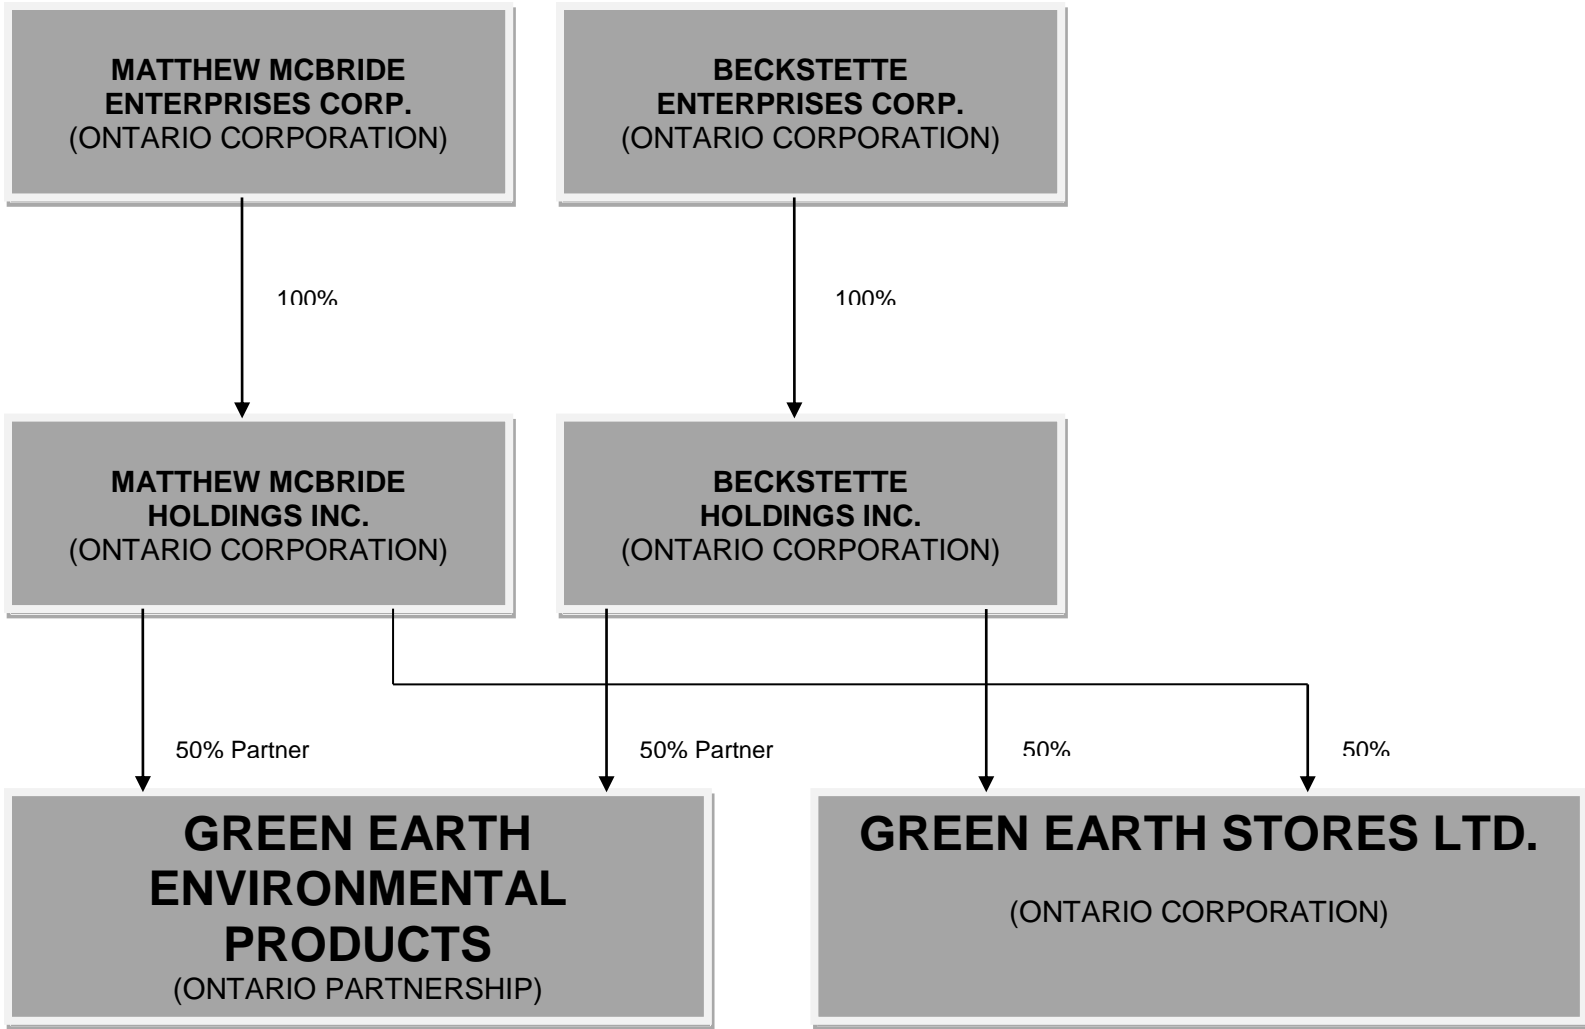 MATTHEW MCBRIDE
ENTERPRISES CORP.
(ONTARIO CORPORATION)
BECKSTETTE
ENTERPRISES CORP.
(ONTARIO CORPORATION)
100%
100%
MATTHEW MCBRIDE
HOLDINGS INC.
(ONTARIO CORPORATION)
BECKSTETTE
HOLDINGS INC.
(ONTARIO CORPORATION)
50% Partner
50% Partner
50%
50%
GREEN EARTH
ENVIRONMENTAL
PRODUCTS
(ONTARIO PARTNERSHIP)
GREEN EARTH STORES LTD.
(ONTARIO CORPORATION)